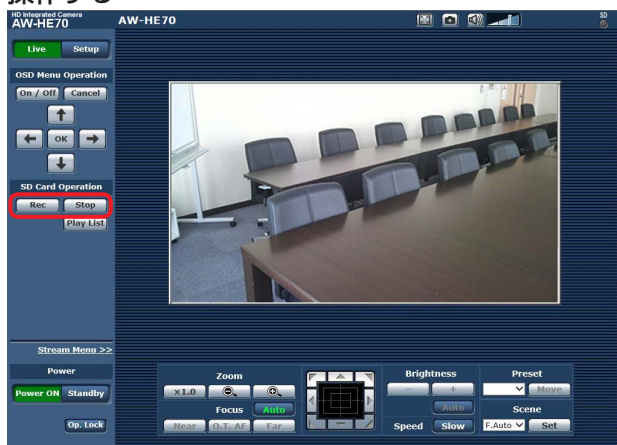 操作する
HD Integrated Camera
AW-HE70
AW-HE70
SD
Live Setup
OSD Menu Operation
On / Off Cancel
OK
SD Card Operation
Rec Stop
Play List
Stream Menu >>
Power
Power ON Standby
Op. Lock
Zoom
×1.0
Focus Auto
Near O.T. AF Far
Brightness
− +
Auto
Speed Slow
Preset
Move
Scene
F.Auto Set